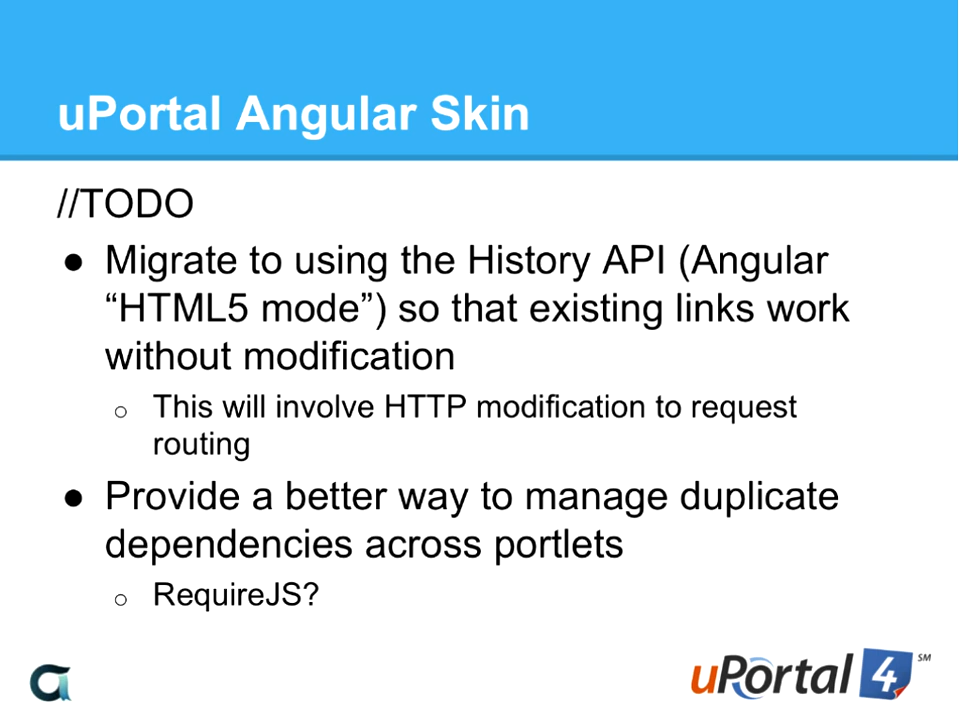 uPortal Angular Skin
//TODO
● Migrate to using the History API (Angular
“HTML5 mode”) so that existing links work
without modification
○ This will involve HTTP modification to request
routing
● Provide a better way to manage duplicate
dependencies across portlets
○ RequireJS?
uPortal 4 SM